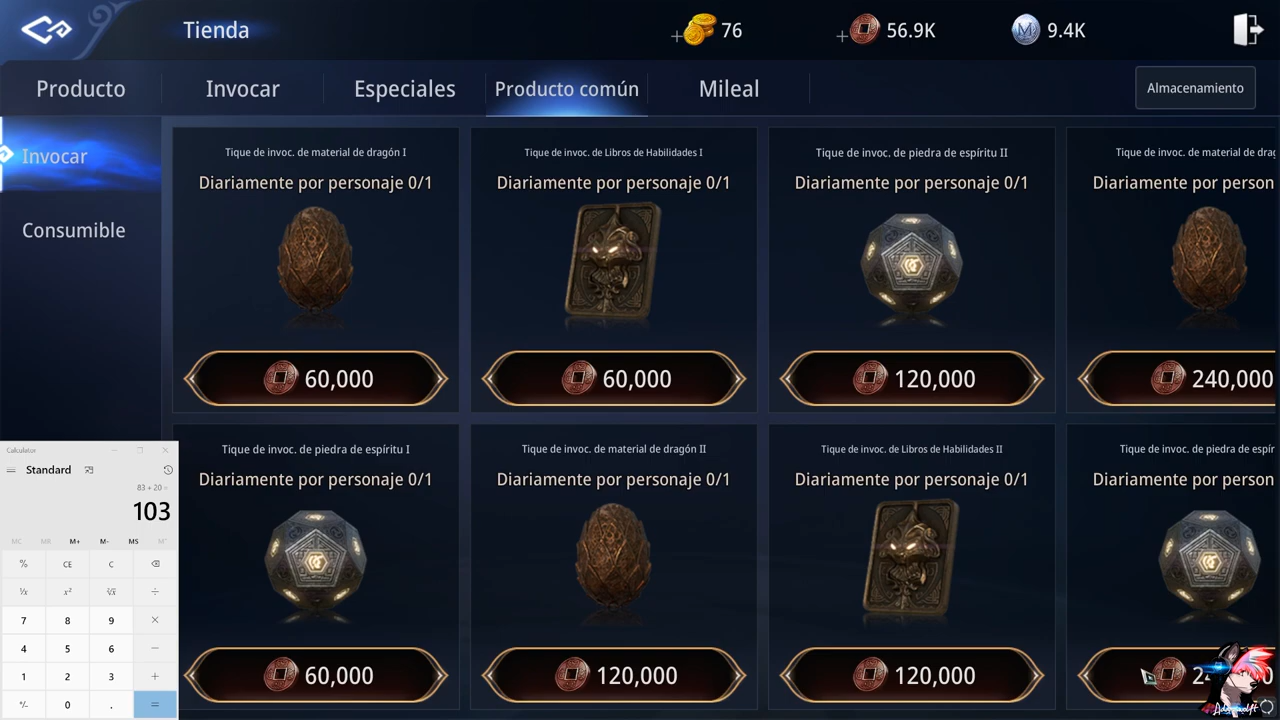 Tienda
76
56.9K
9.4K
Producto
Invocar
Especiales
Producto común
Mileal
Almacenamiento
Invocar
Consumible
Tique de invoc. de material de dragón I
Diariamente por personaje 0/1
60,000
Tique de invoc. de Libros de Habilidades I
Diariamente por personaje 0/1
60,000
Tique de invoc. de piedra de espíritu II
Diariamente por personaje 0/1
120,000
Tique de invoc. de material de drag
Diariamente por person
240,000
Tique de invoc. de piedra de espíritu I
Diariamente por personaje 0/1
60,000
Tique de invoc. de material de dragón II
Diariamente por personaje 0/1
120,000
Tique de invoc. de Libros de Habilidades II
Diariamente por personaje 0/1
120,000
Tique de invoc. de piedra de espír
Diariamente por person
Calculator
Standard
83 + 20 =
103
MC MR M+ M- MS M˅
% CE C
¹/x x² ²√x ÷
7 8 9 ×
4 5 6 −
1 2 3 +
+/- 0 . =